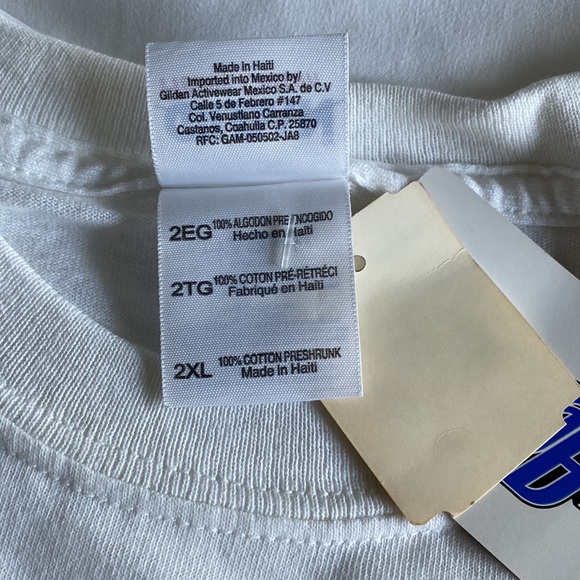 Made in Haiti
Imported into Mexico by/
Gildan Activewear Mexico S.A. de C.V
Calle 5 de Febrero #147
Col. Venustiano Carranza
Castanos, Coahuila C.P. 25870
RFC: GAM-050502-JA8
2EG 100% ALGODON PREENCOGIDO
Hecho en Haiti
2TG 100% COTON PRÉ-RÉTRÉCI
Fabriqué en Haïti
2XL 100% COTTON PRESHRUNK
Made in Haiti